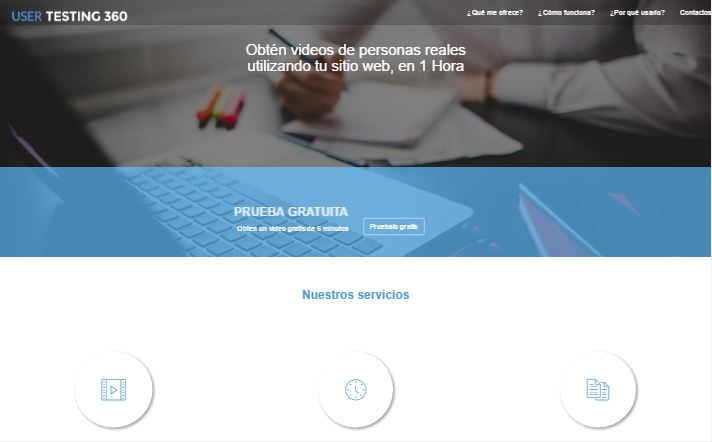 USER TESTING 360
¿Qué me ofrece? ¿Cómo funciona? ¿Por qué usarlo? Contactos
Obtén videos de personas reales
utilizando tu sitio web, en 1 Hora
PRUEBA GRATUITA
Obten un video gratis de 5 minutos
Pruebalo gratis
Nuestros servicios